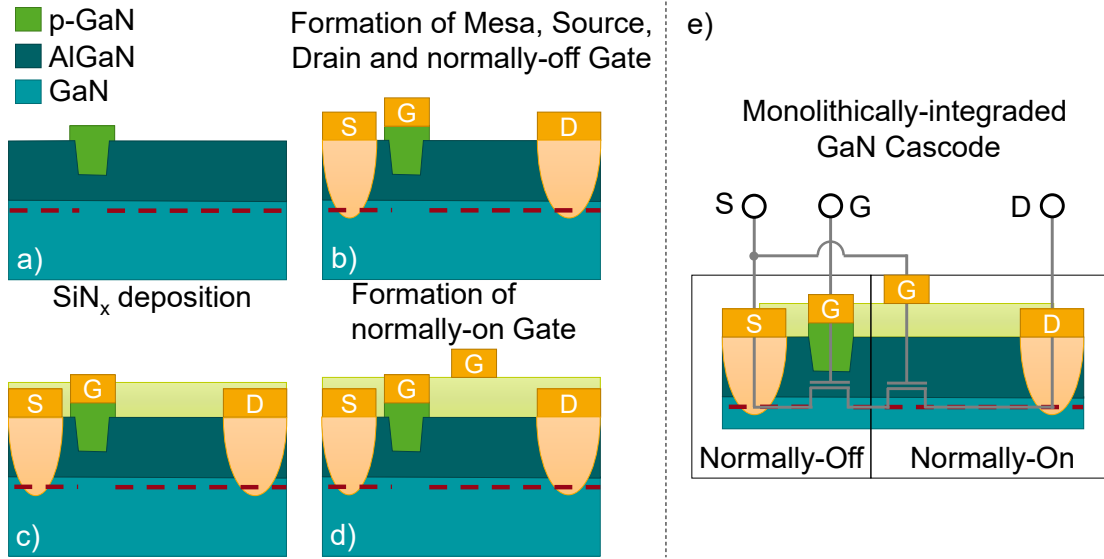 p-GaN
AlGaN
GaN
a)
Formation of Mesa, Source,
Drain and normally-off Gate
S
G
D
b)
SiNx deposition
S
G
D
c)
Formation of
normally-on Gate
G
S
G
D
d)
e)
Monolithically-integraded
GaN Cascode
S
G
D
G
S
G
D
Normally-Off
Normally-On